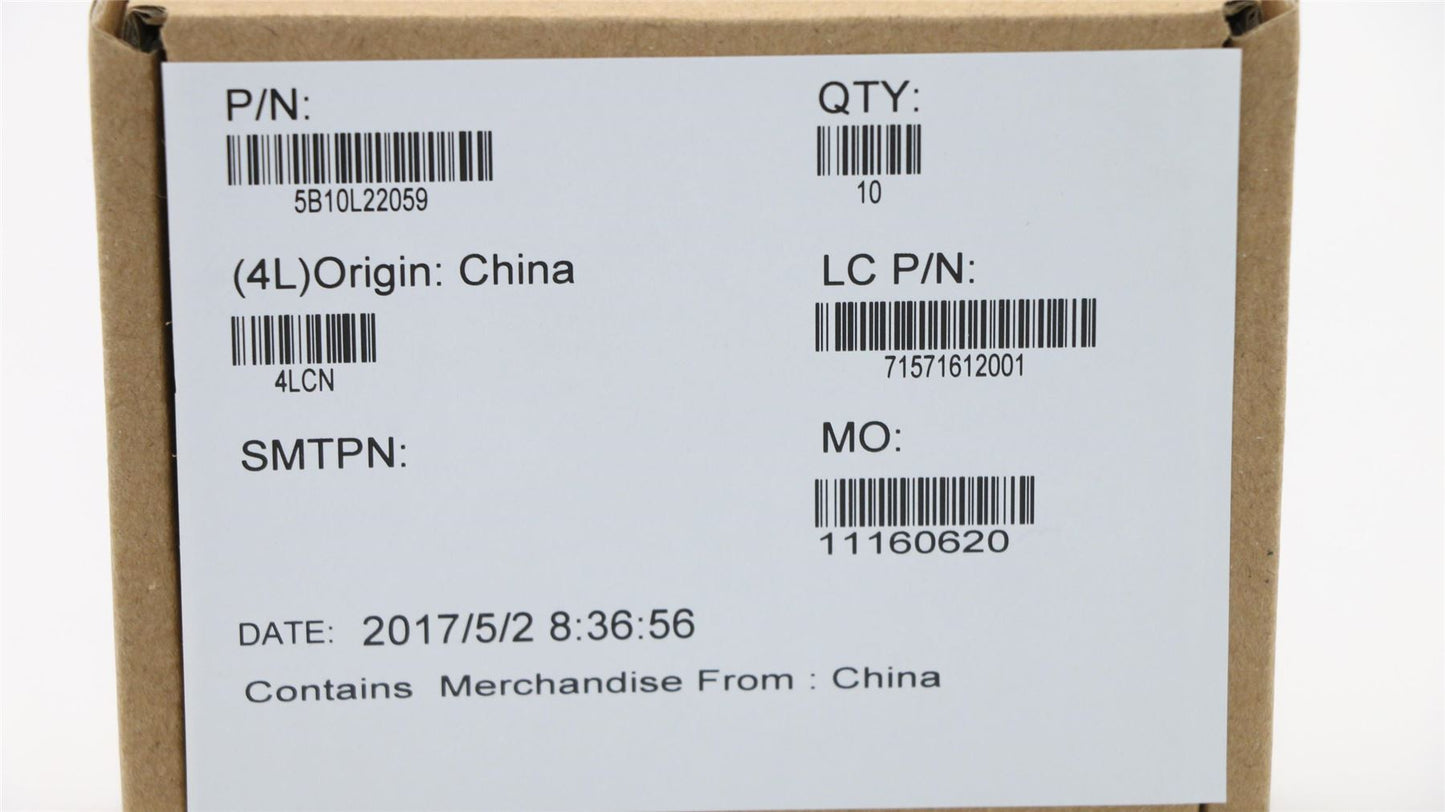 P/N:
5B10L22059
QTY:
10
(4L)Origin: China
4LCN
LC P/N:
71571612001
SMTPN:
MO:
11160620
DATE: 2017/5/2 8:36:56
Contains Merchandise From : China